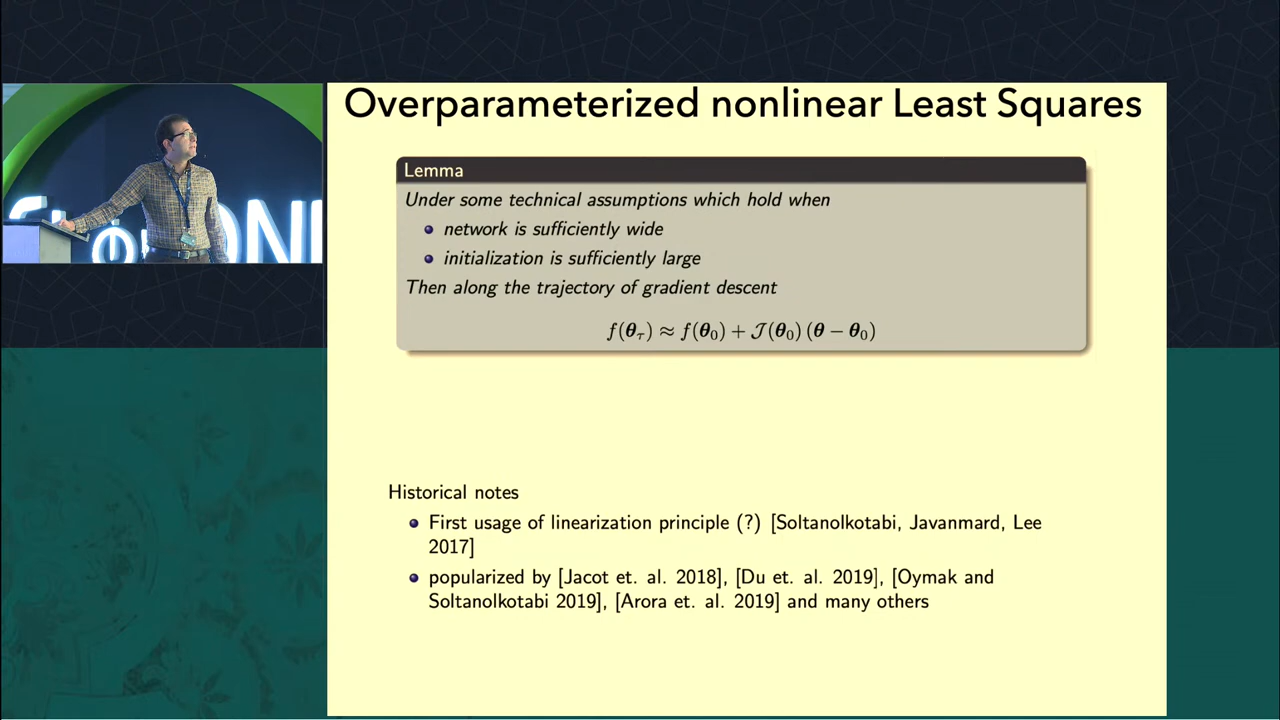 Overparameterized nonlinear Least Squares
Lemma
Under some technical assumptions which hold when
network is sufficiently wide
initialization is sufficiently large
Then along the trajectory of gradient descent
f(θ_τ) ≈ f(θ_0) + 𝒥(θ_0) (θ − θ_0)
Historical notes
First usage of linearization principle (?) [Soltanolkotabi, Javanmard, Lee
2017]
popularized by [Jacot et. al. 2018], [Du et. al. 2019], [Oymak and
Soltanolkotabi 2019], [Arora et. al. 2019] and many others